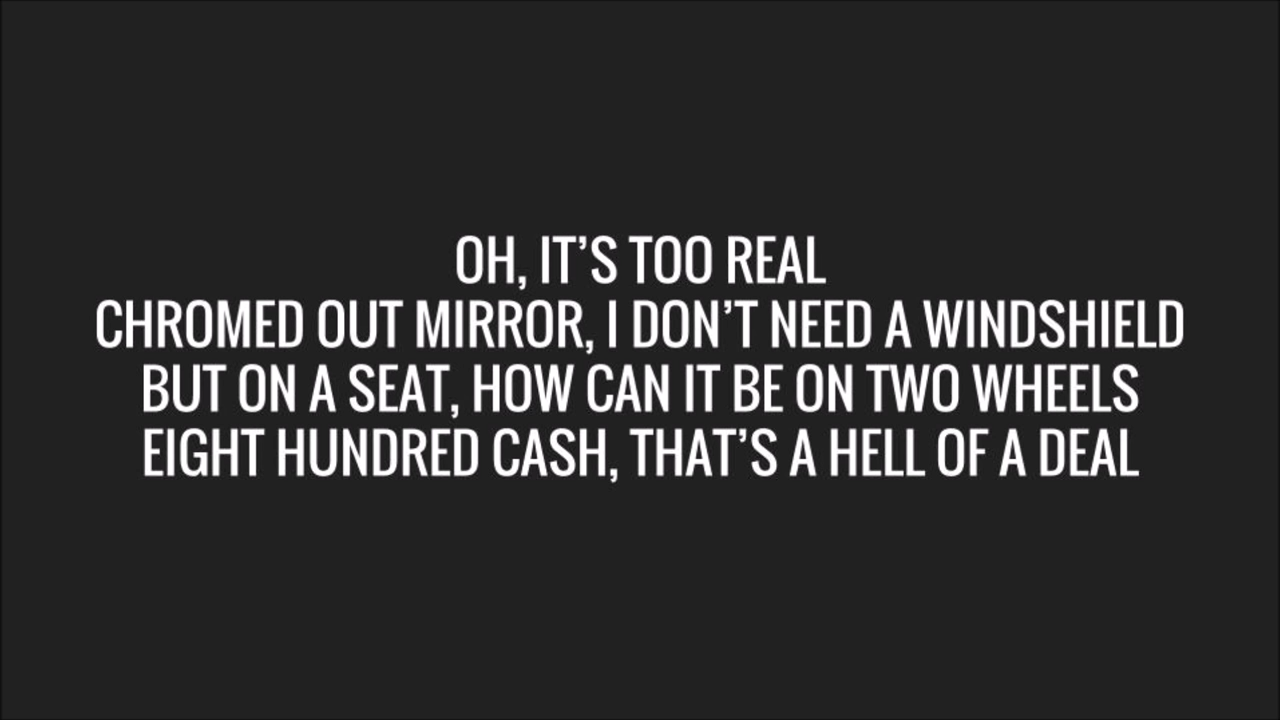 OH, IT’S TOO REAL
CHROMED OUT MIRROR, I DON’T NEED A WINDSHIELD
BUT ON A SEAT, HOW CAN IT BE ON TWO WHEELS
EIGHT HUNDRED CASH, THAT’S A HELL OF A DEAL